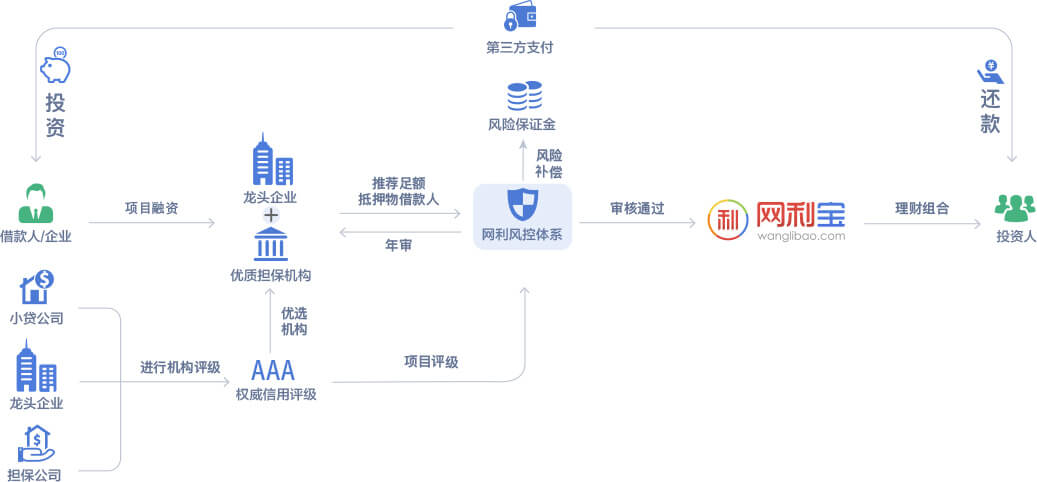 第三方支付
100
投
资
还
款
风险保证金
风险
补偿
龙头企业
推荐足额
抵押物借款人
项目融资
借款人/企业
网利风控体系
年审
审核通过
网利宝
wanglibao.com
理财组合
投资人
优质担保机构
小贷公司
优选
机构
进行机构评级
项目评级
AAA
权威信用评级
龙头企业
担保公司